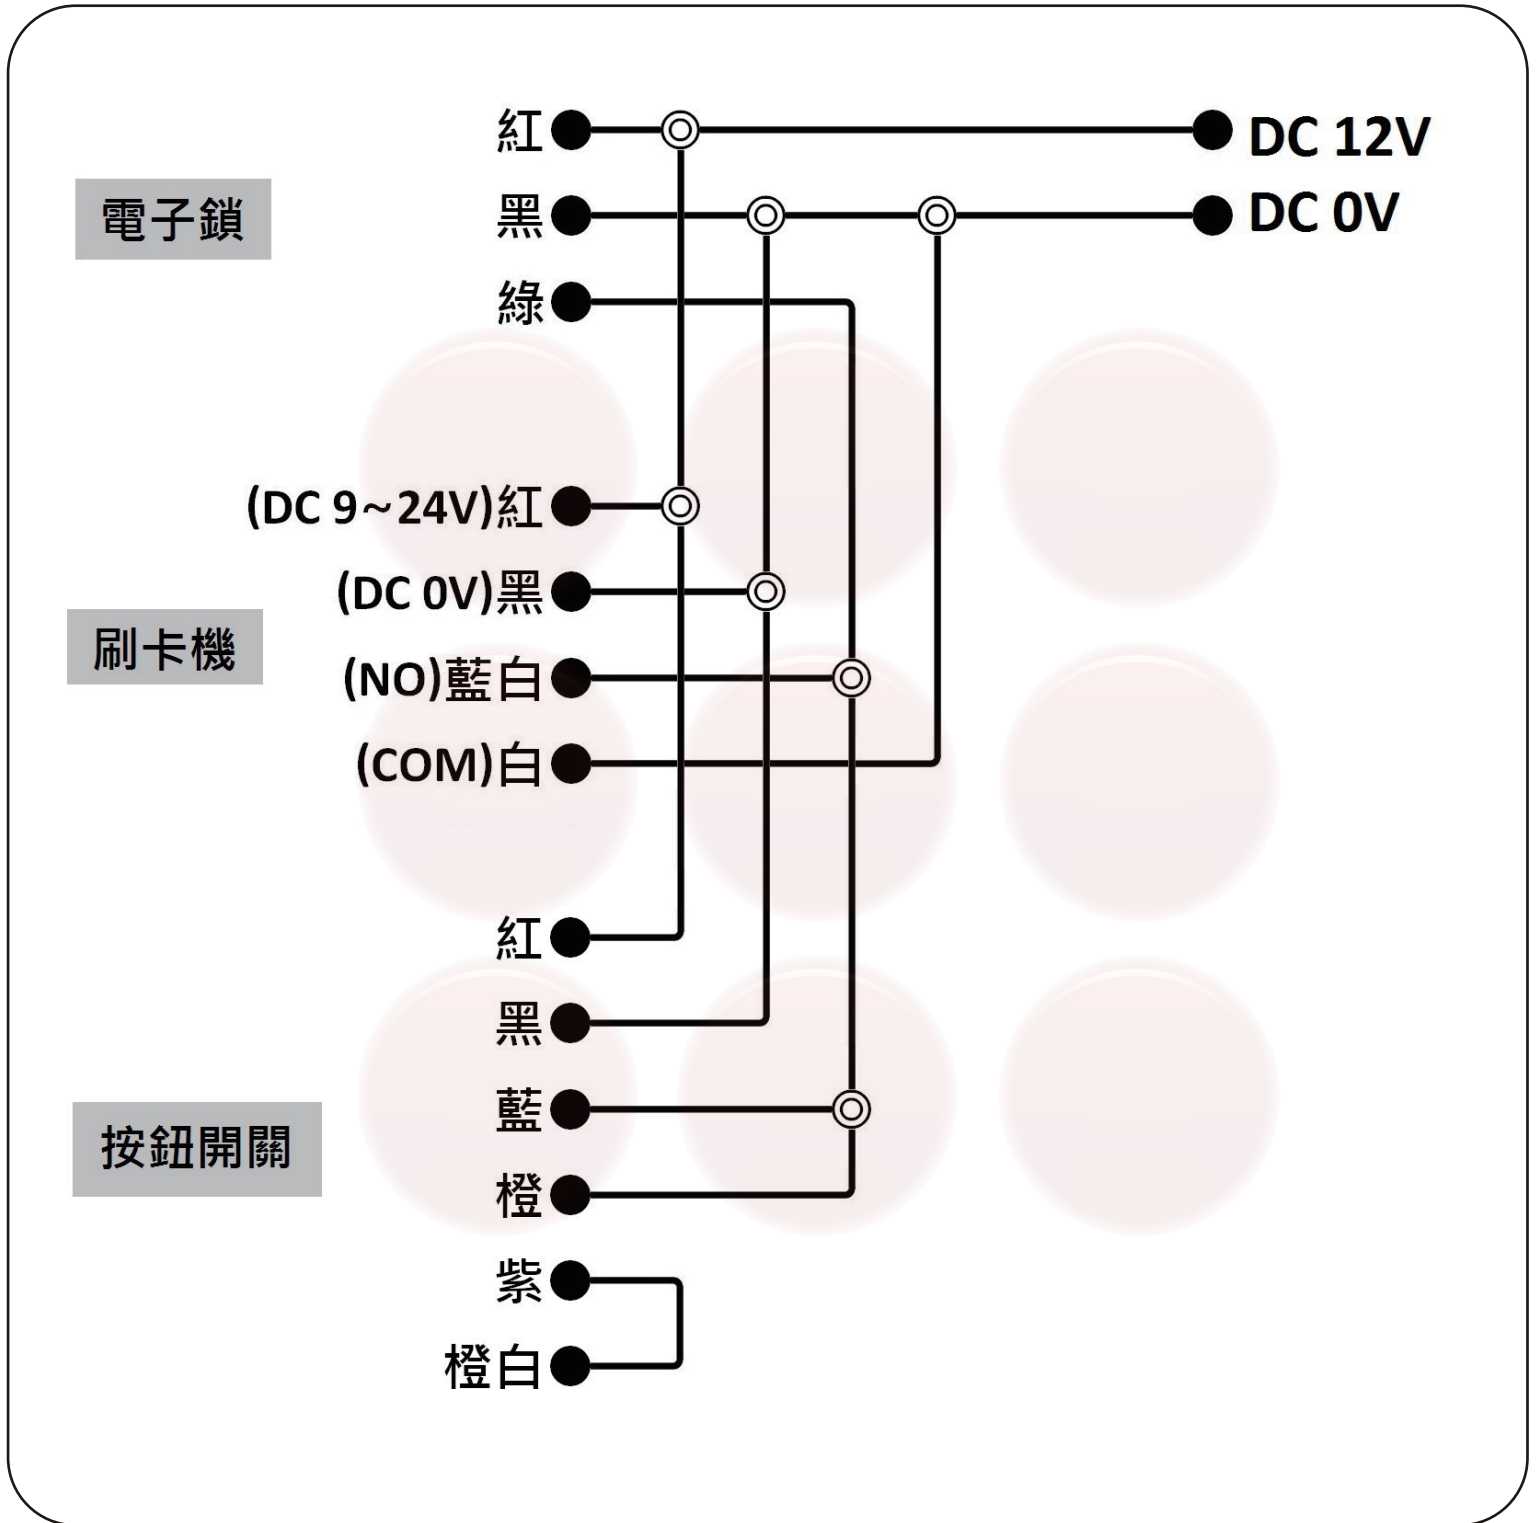 紅
DC 12V
電子鎖
黑
DC 0V
綠
(DC 9~24V)紅
(DC 0V)黑
刷卡機
(NO)藍白
(COM)白
紅
黑
藍
按鈕開關
橙
紫
橙白